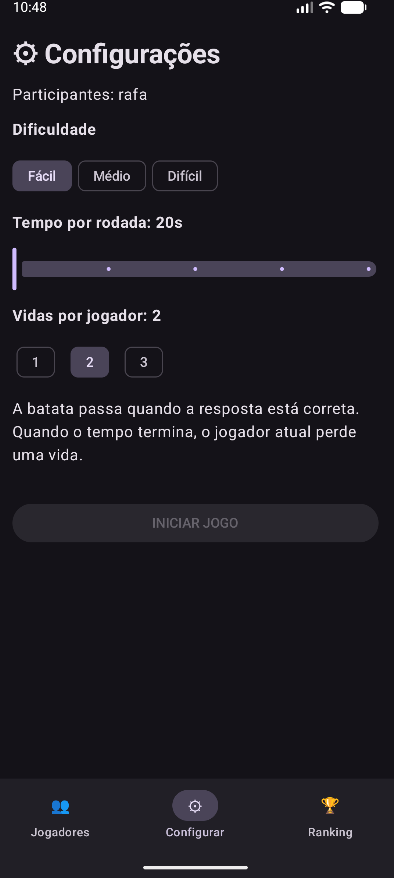 10:48
Configurações
Participantes: rafa
Dificuldade
Fácil Médio Difícil
Tempo por rodada: 20s
Vidas por jogador: 2
1 2 3
A batata passa quando a resposta está correta.
Quando o tempo termina, o jogador atual perde
uma vida.
INICIAR JOGO
Jogadores Configurar Ranking